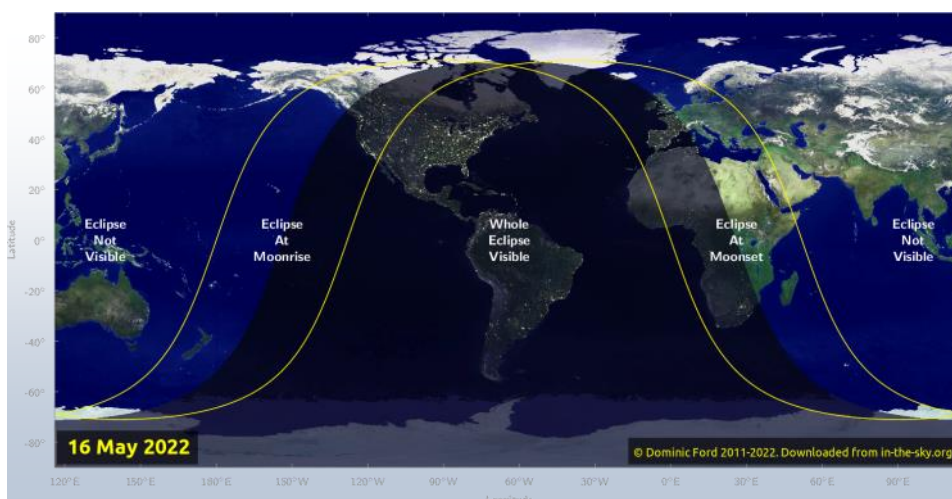 80°
60°
40°
20°
0°
-20°
-40°
-60°
-80°
Latitude
Eclipse
Not
Visible
Eclipse
At
Moonrise
Whole
Eclipse
Visible
Eclipse
At
Moonset
Eclipse
Not
Visible
16 May 2022
© Dominic Ford 2011-2022. Downloaded from in-the-sky.org
120°E 150°E 180°E 150°W 120°W 90°W 60°W 30°W 0°E 30°E 60°E 90°E
Longitude